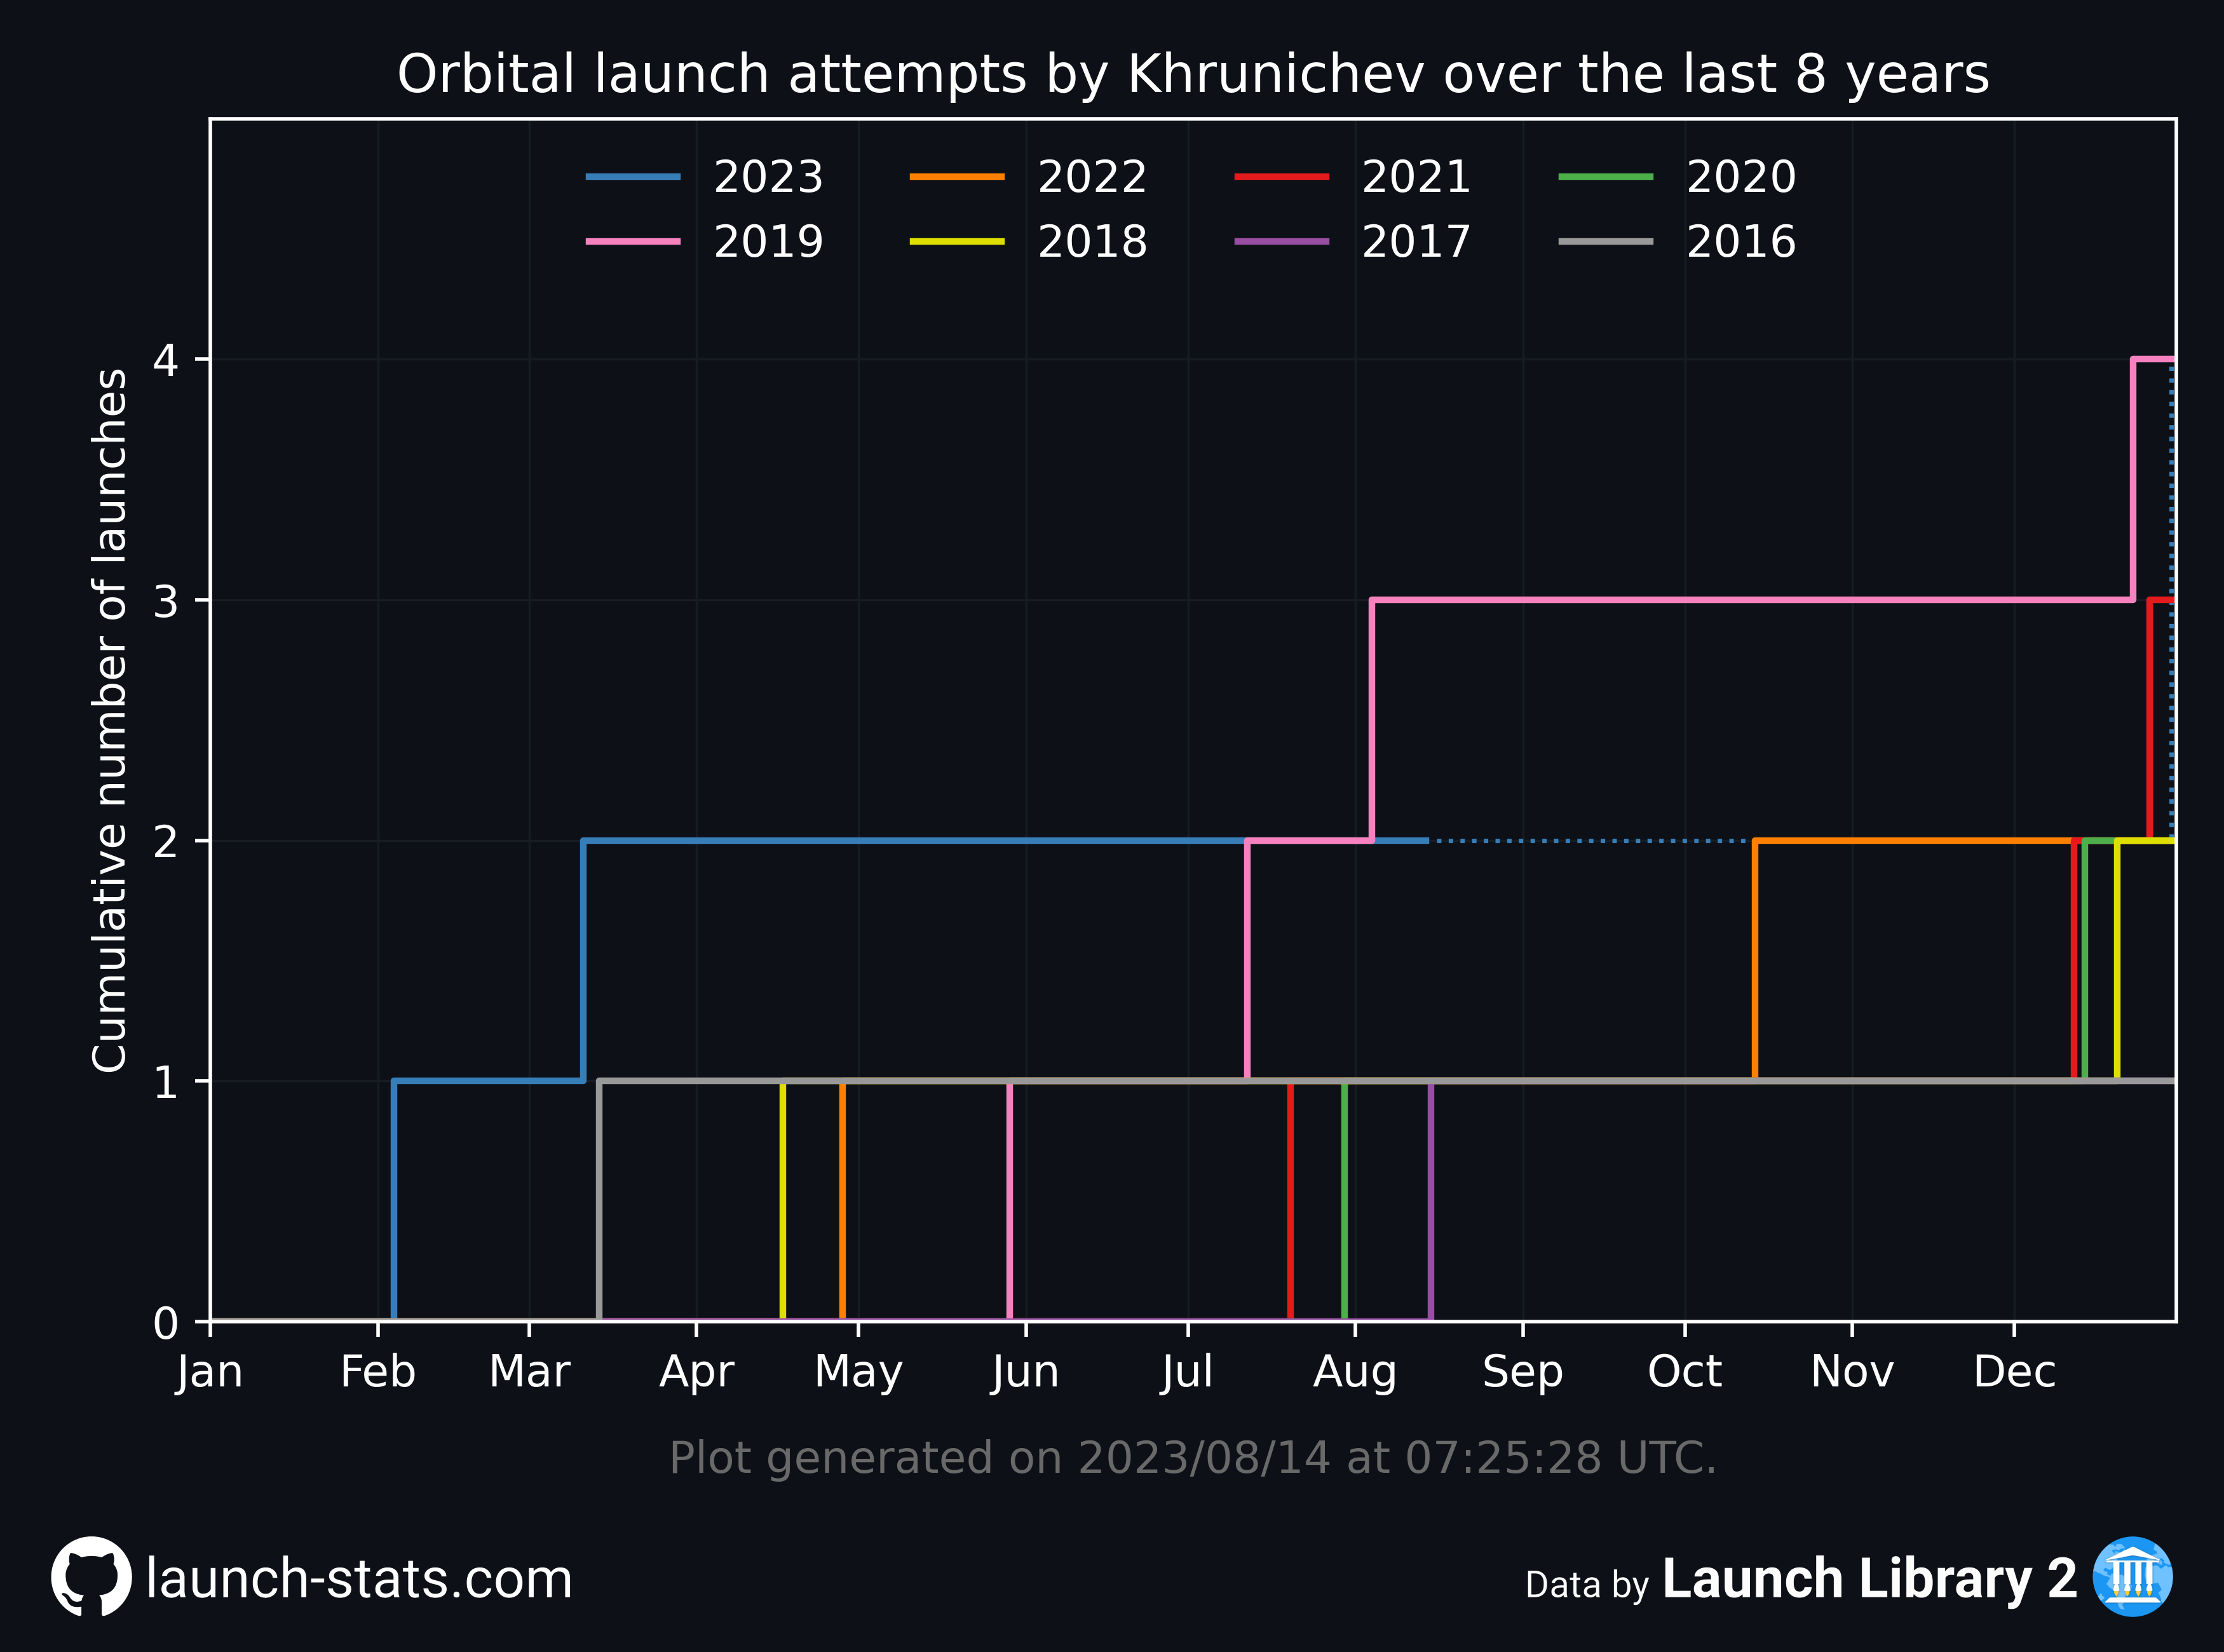 Orbital launch attempts by Khrunichev over the last 8 years
2023 2022 2021 2020
2019 2018 2017 2016
Cumulative number of launches
4
3
2
1
0
Jan Feb Mar Apr May Jun Jul Aug Sep Oct Nov Dec
Plot generated on 2023/08/14 at 07:25:28 UTC.
launch-stats.com
Data by Launch Library 2